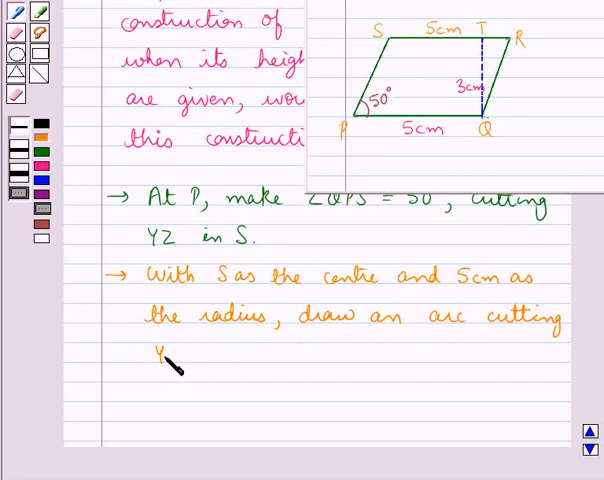 construction of
when its heigh
are given, wou
this constructi
S 5cm T R
3cm
50°
P 5cm Q
→ At P, make ∠QPS = 50°, cutting
YZ in S.
→ With S as the centre and 5cm as
the radius, draw an arc cutting
Y